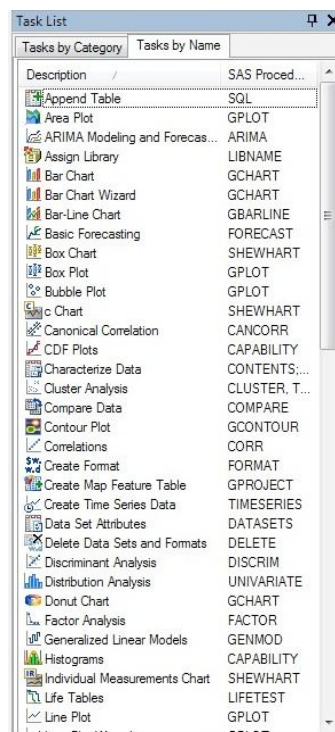 Task List
Tasks by Category Tasks by Name
Description SAS Proced...
Append Table SQL
Area Plot GPLOT
ARIMA Modeling and Forecas... ARIMA
Assign Library LIBNAME
Bar Chart GCHART
Bar Chart Wizard GCHART
Bar-Line Chart GBARLINE
Basic Forecasting FORECAST
Box Chart SHEWHART
Box Plot GPLOT
Bubble Plot GPLOT
c Chart SHEWHART
Canonical Correlation CANCORR
CDF Plots CAPABILITY
Characterize Data CONTENTS;...
Cluster Analysis CLUSTER, T...
Compare Data COMPARE
Contour Plot GCONTOUR
Correlations CORR
Create Format FORMAT
Create Map Feature Table GPROJECT
Create Time Series Data TIMESERIES
Data Set Attributes DATASETS
Delete Data Sets and Formats DELETE
Discriminant Analysis DISCRIM
Distribution Analysis UNIVARIATE
Donut Chart GCHART
Factor Analysis FACTOR
Generalized Linear Models GENMOD
Histograms CAPABILITY
Individual Measurements Chart SHEWHART
Life Tables LIFETEST
Line Plot GPLOT